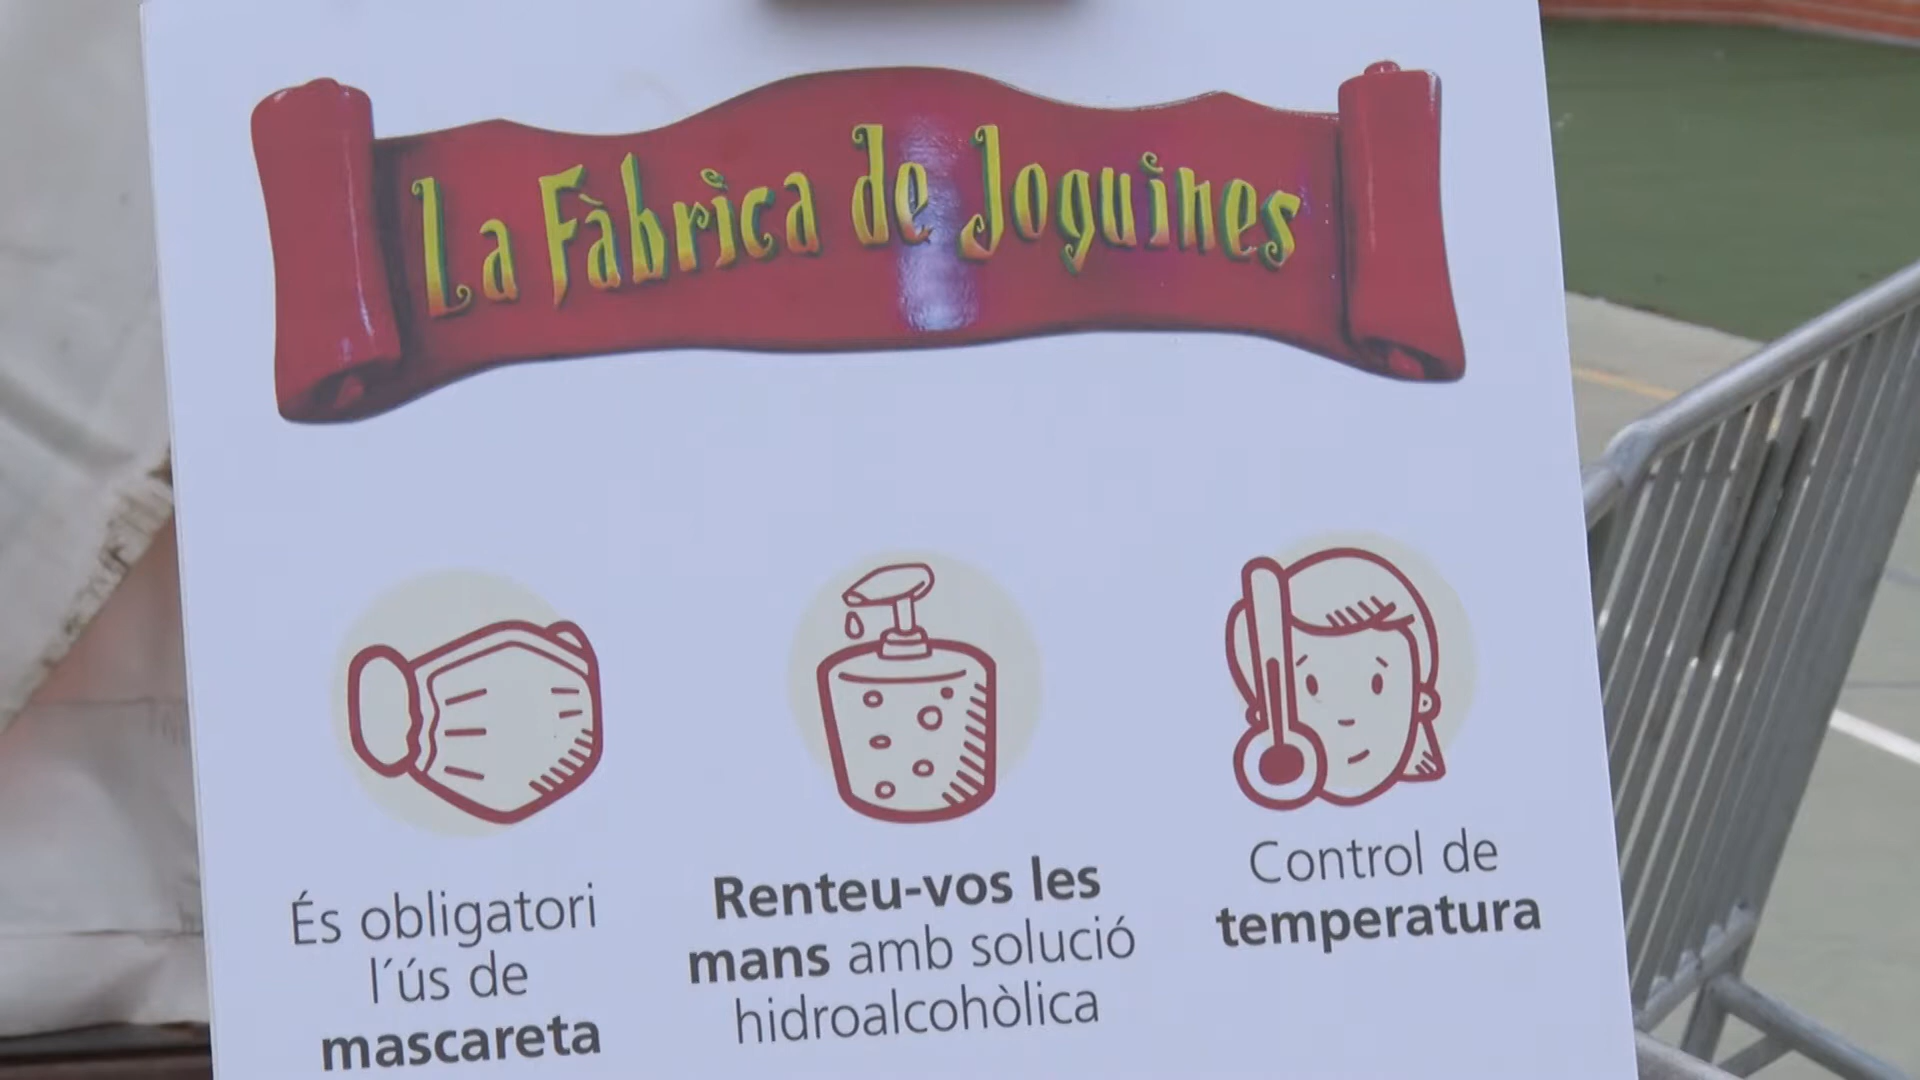 La Fàbrica de Joguines
És obligatori
l´ús de
mascareta
Renteu-vos les
mans amb solució
hidroalcohòlica
Control de
temperatura